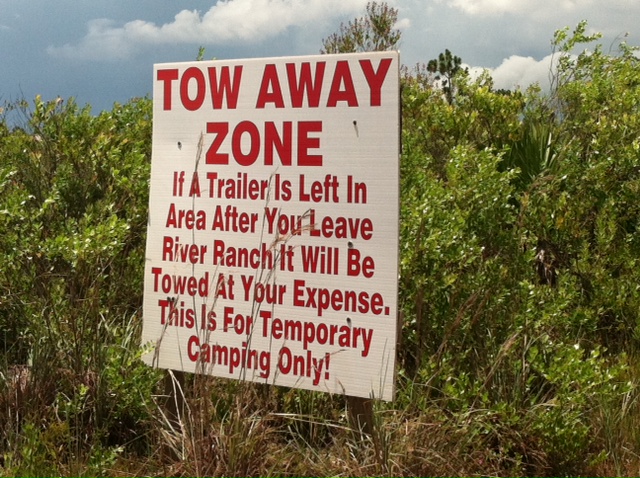 TOW AWAY
ZONE
If A Trailer Is Left In
Area After You Leave
River Ranch It Will Be
Towed At Your Expense.
This Is For Temporary
Camping Only!